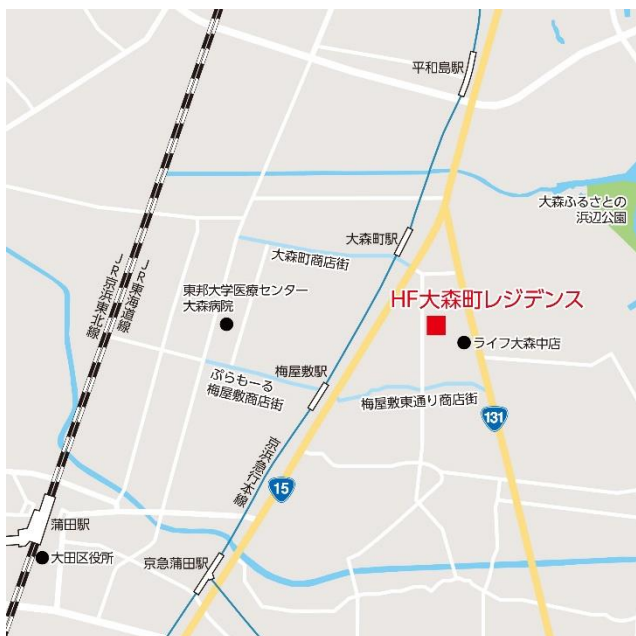 平和島駅
大森ふるさとの
浜辺公園
大森町駅
大森町商店街
JR東海道線
JR京浜東北線
東邦大学医療センター
大森病院
HF大森町レジデンス
ライフ大森中店
梅屋敷駅
ぷらもーる
梅屋敷商店街
梅屋敷東通り商店街
131
京浜急行本線
15
蒲田駅
大田区役所
京急蒲田駅